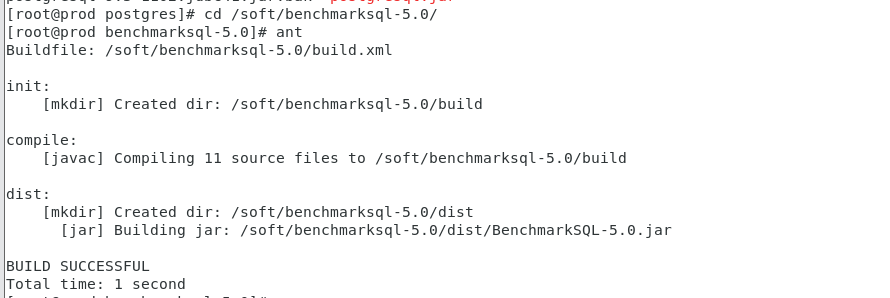 [root@prod postgres]# cd /soft/benchmarksql-5.0/
[root@prod benchmarksql-5.0]# ant
Buildfile: /soft/benchmarksql-5.0/build.xml
init:
    [mkdir] Created dir: /soft/benchmarksql-5.0/build
compile:
    [javac] Compiling 11 source files to /soft/benchmarksql-5.0/build
dist:
    [mkdir] Created dir: /soft/benchmarksql-5.0/dist
      [jar] Building jar: /soft/benchmarksql-5.0/dist/BenchmarkSQL-5.0.jar
BUILD SUCCESSFUL
Total time: 1 second